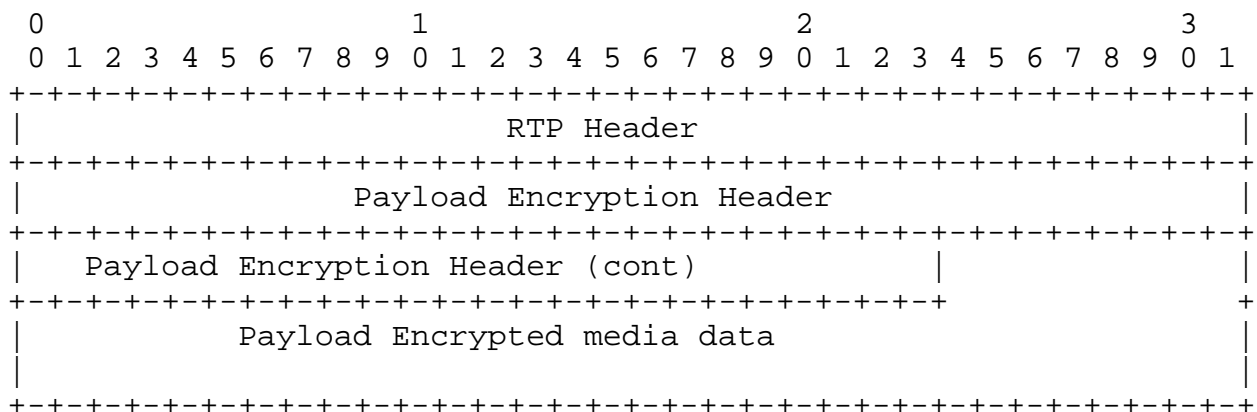 0                   1                   2                   3
 0 1 2 3 4 5 6 7 8 9 0 1 2 3 4 5 6 7 8 9 0 1 2 3 4 5 6 7 8 9 0 1
+-+-+-+-+-+-+-+-+-+-+-+-+-+-+-+-+-+-+-+-+-+-+-+-+-+-+-+-+-+-+-+-+
|                         RTP Header                            |
+-+-+-+-+-+-+-+-+-+-+-+-+-+-+-+-+-+-+-+-+-+-+-+-+-+-+-+-+-+-+-+-+
|                 Payload Encryption Header                     |
+-+-+-+-+-+-+-+-+-+-+-+-+-+-+-+-+-+-+-+-+-+-+-+-+-+-+-+-+-+-+-+-+
|   Payload Encryption Header (cont)            |               |
+-+-+-+-+-+-+-+-+-+-+-+-+-+-+-+-+-+-+-+-+-+-+-+-+               +
|           Payload Encrypted media data                        |
|                                                               |
+-+-+-+-+-+-+-+-+-+-+-+-+-+-+-+-+-+-+-+-+-+-+-+-+-+-+-+-+-+-+-+-+